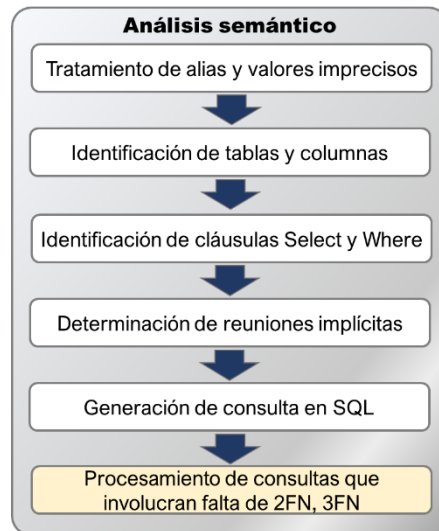 Análisis semántico
Tratamiento de alias y valores imprecisos
Identificación de tablas y columnas
Identificación de cláusulas Select y Where
Determinación de reuniones implícitas
Generación de consulta en SQL
Procesamiento de consultas que
involucran falta de 2FN, 3FN